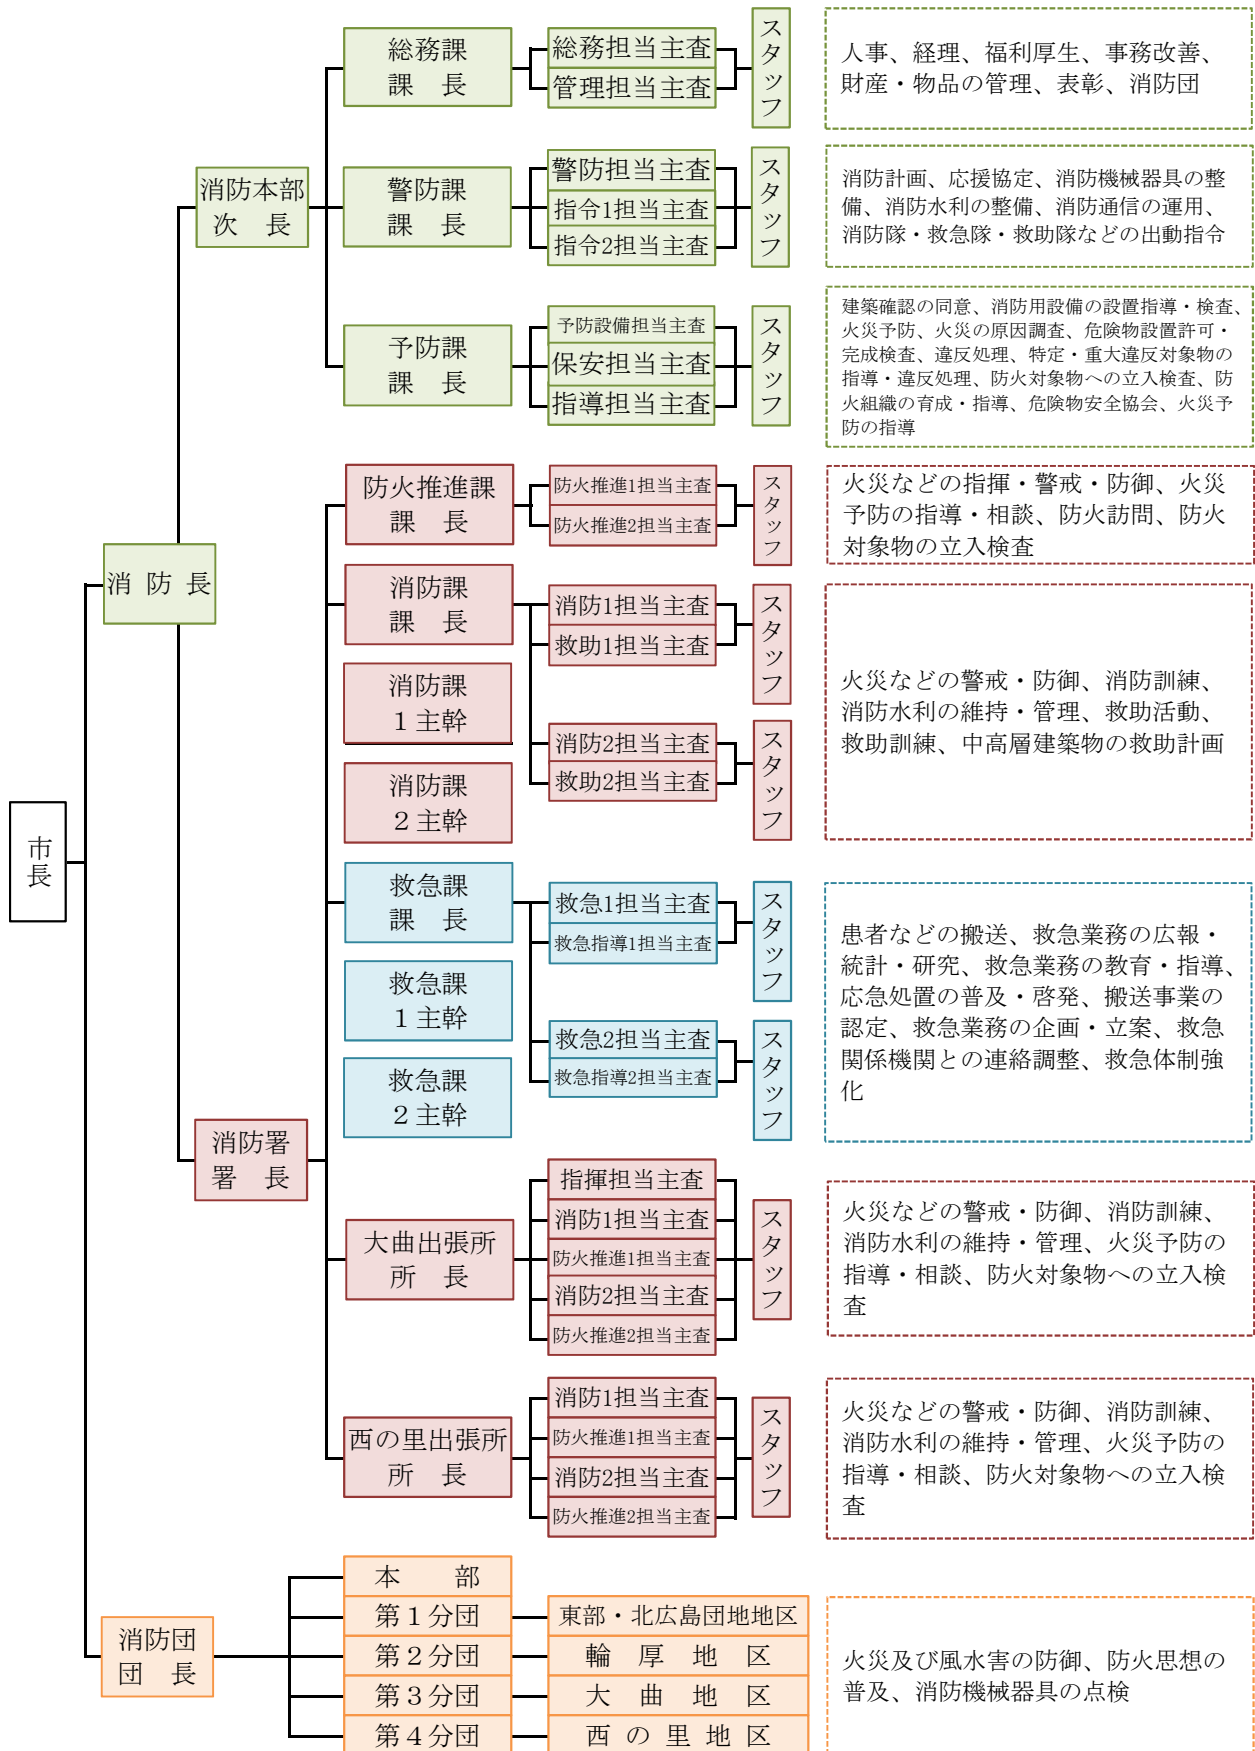 総務課
課　長
総務担当主査
管理担当主査
スタッフ
人事、経理、福利厚生、事務改善、
財産・物品の管理、表彰、消防団
消防本部
次　長
警防課
課　長
警防担当主査
指令1担当主査
指令2担当主査
スタッフ
消防計画、応援協定、消防機械器具の整
備、消防水利の整備、消防通信の運用、
消防隊・救急隊・救助隊などの出動指令
予防課
課　長
予防設備担当主査
保安担当主査
指導担当主査
スタッフ
建築確認の同意、消防用設備の設置指導・検査、
火災予防、火災の原因調査、危険物設置許可・
完成検査、違反処理、特定・重大違反対象物の
指導・違反処理、防火対象物への立入検査、防
火組織の育成・指導、危険物安全協会、火災予
防の指導
防火推進課
課　長
防火推進1担当主査
防火推進2担当主査
スタッフ
火災などの指揮・警戒・防御、火災
予防の指導・相談、防火訪問、防火
対象物の立入検査
消 防 長
消防課
課　長
消防1担当主査
救助1担当主査
スタッフ
消防課
１主幹
消防2担当主査
救助2担当主査
スタッフ
消防課
２主幹
火災などの警戒・防御、消防訓練、
消防水利の維持・管理、救助活動、
救助訓練、中高層建築物の救助計画
市長
救急課
課　長
救急1担当主査
救急指導1担当主査
スタッフ
救急課
１主幹
救急2担当主査
救急指導2担当主査
スタッフ
救急課
２主幹
患者などの搬送、救急業務の広報・
統計・研究、救急業務の教育・指導、
応急処置の普及・啓発、搬送事業の
認定、救急業務の企画・立案、救急
関係機関との連絡調整、救急体制強
化
消防署
署　長
大曲出張所
所　長
指揮担当主査
消防1担当主査
防火推進1担当主査
消防2担当主査
防火推進2担当主査
スタッフ
火災などの警戒・防御、消防訓練、
消防水利の維持・管理、火災予防の
指導・相談、防火対象物への立入検
査
西の里出張所
所　長
消防1担当主査
防火推進1担当主査
消防2担当主査
防火推進2担当主査
スタッフ
火災などの警戒・防御、消防訓練、
消防水利の維持・管理、火災予防の
指導・相談、防火対象物への立入検
査
消防団
団　長
本　　部
第１分団
東部・北広島団地地区
第２分団
輪　厚　地　区
第３分団
大　曲　地　区
第４分団
西 の 里 地 区
火災及び風水害の防御、防火思想の
普及、消防機械器具の点検